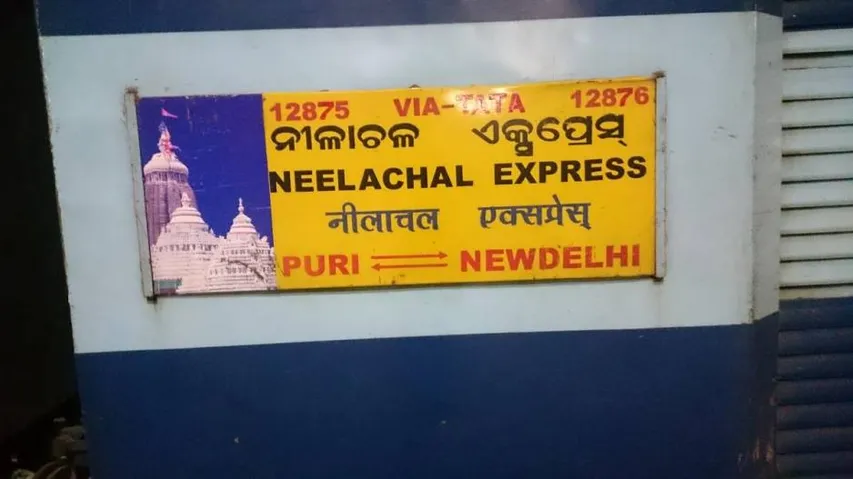 12875 VIA-TATA 12876
ନୀଳାଚଳ ଏକ୍ସପ୍ରେସ୍
NEELACHAL EXPRESS
नीलाचल एक्सप्रेस्
PURI NEWDELHI